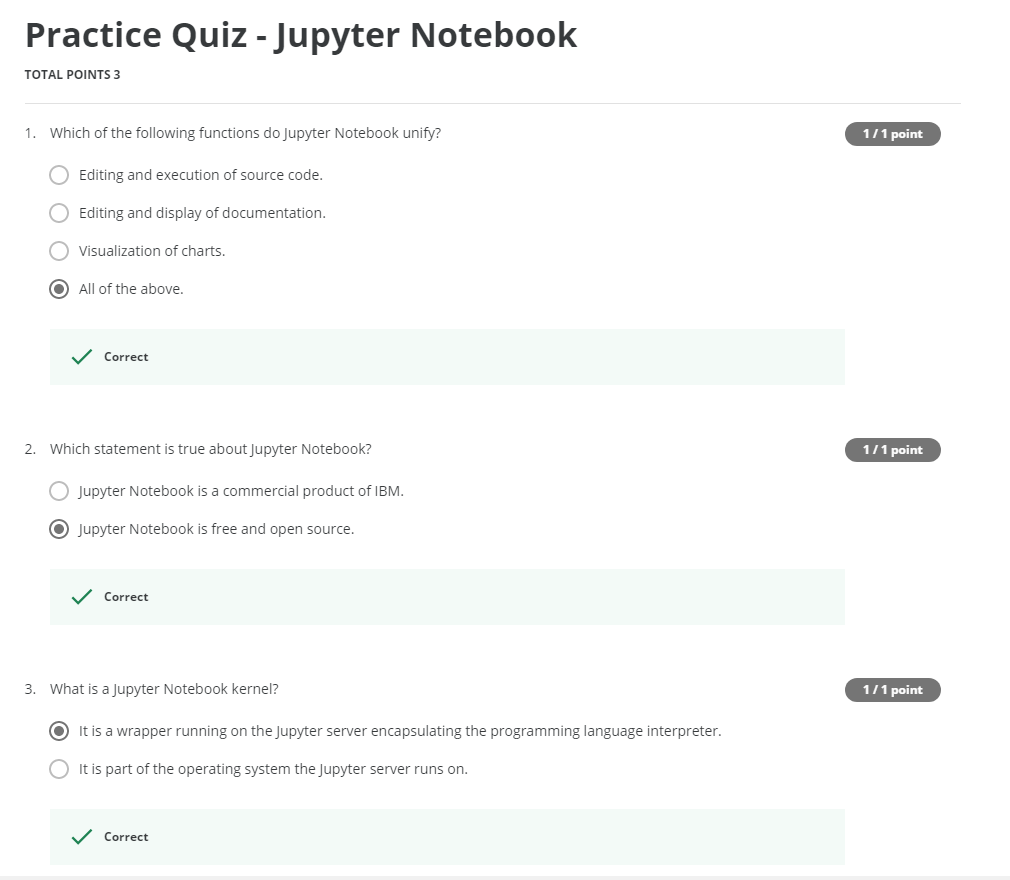 Practice Quiz - Jupyter Notebook
TOTAL POINTS 3
1. Which of the following functions do Jupyter Notebook unify?
1 / 1 point
Editing and execution of source code.
Editing and display of documentation.
Visualization of charts.
All of the above.
Correct
2. Which statement is true about Jupyter Notebook?
1 / 1 point
Jupyter Notebook is a commercial product of IBM.
Jupyter Notebook is free and open source.
Correct
3. What is a Jupyter Notebook kernel?
1 / 1 point
It is a wrapper running on the Jupyter server encapsulating the programming language interpreter.
It is part of the operating system the Jupyter server runs on.
Correct